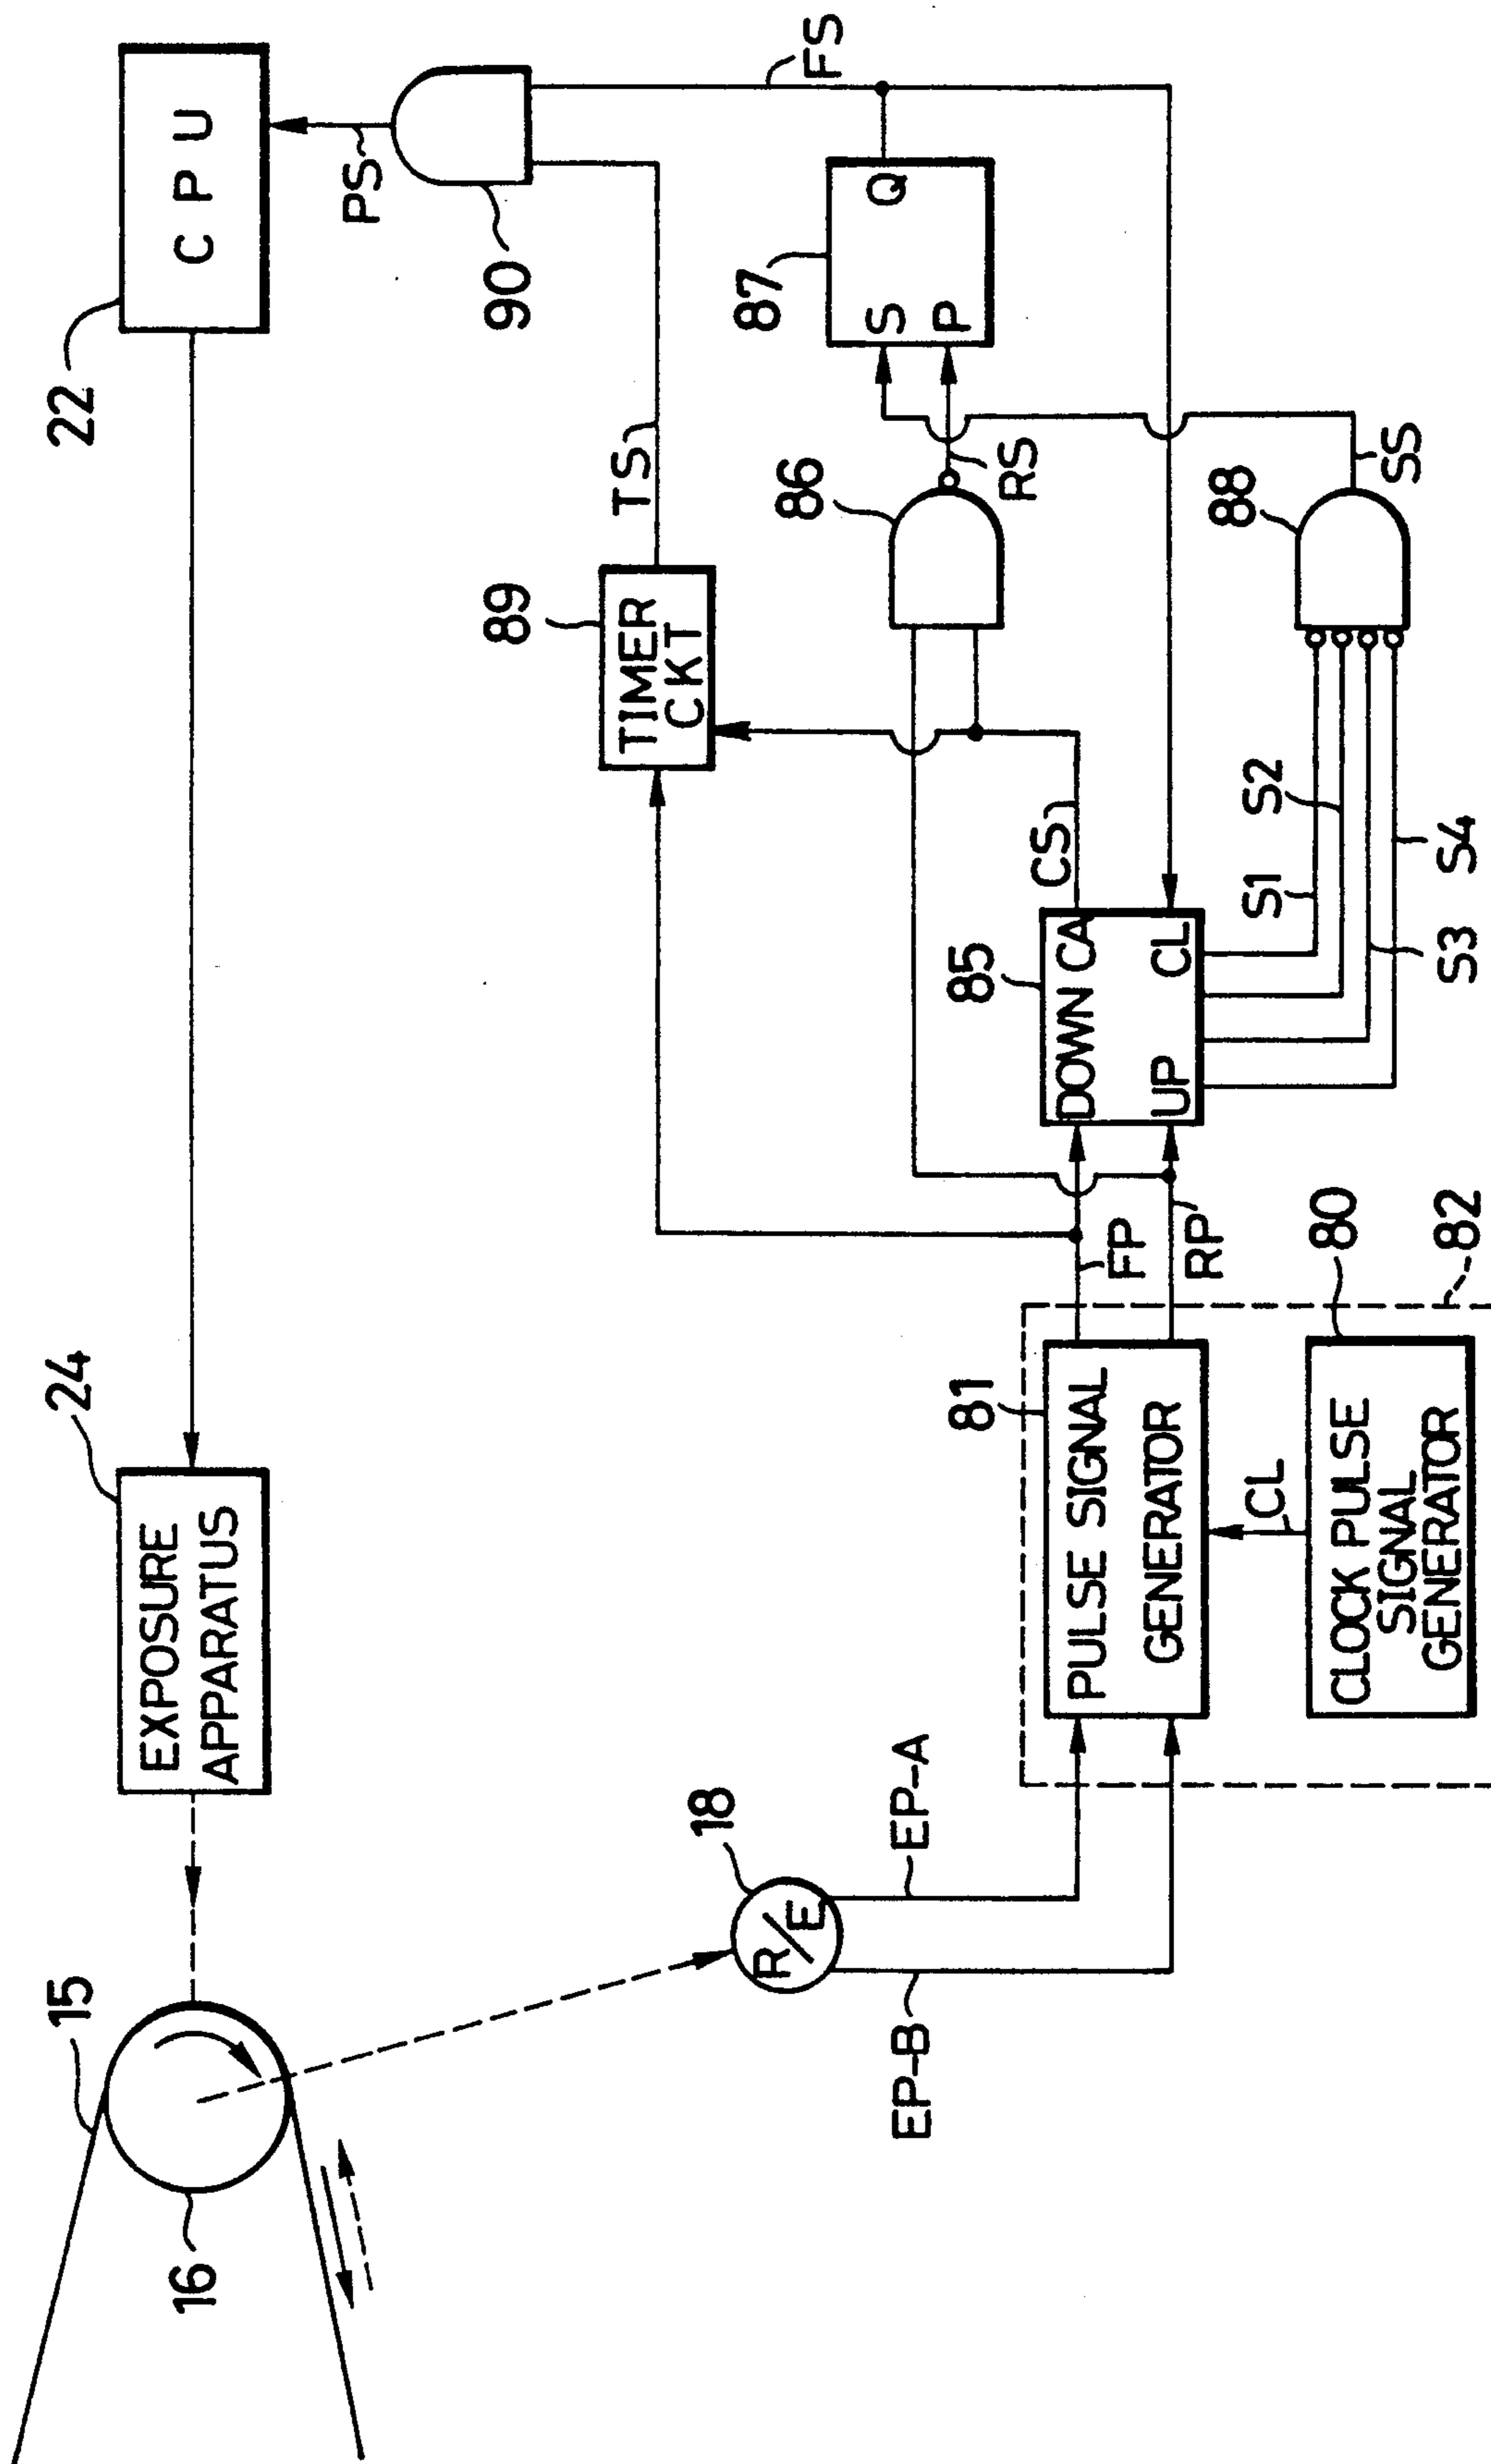 15
16
24
EXPOSURE
APPARATUS
22
C P U
PS
90
18
R/E
EP-A
EP-B
89
TIMER
CKT
TS
FS
81
PULSE SIGNAL
GENERATOR
FP
RP
85
DOWN CA
UP CL
CS
86
RS
87
S Q
P
CL
80
CLOCK PULSE
SIGNAL
GENERATOR
82
S1
S2
S3
S4
88
SS